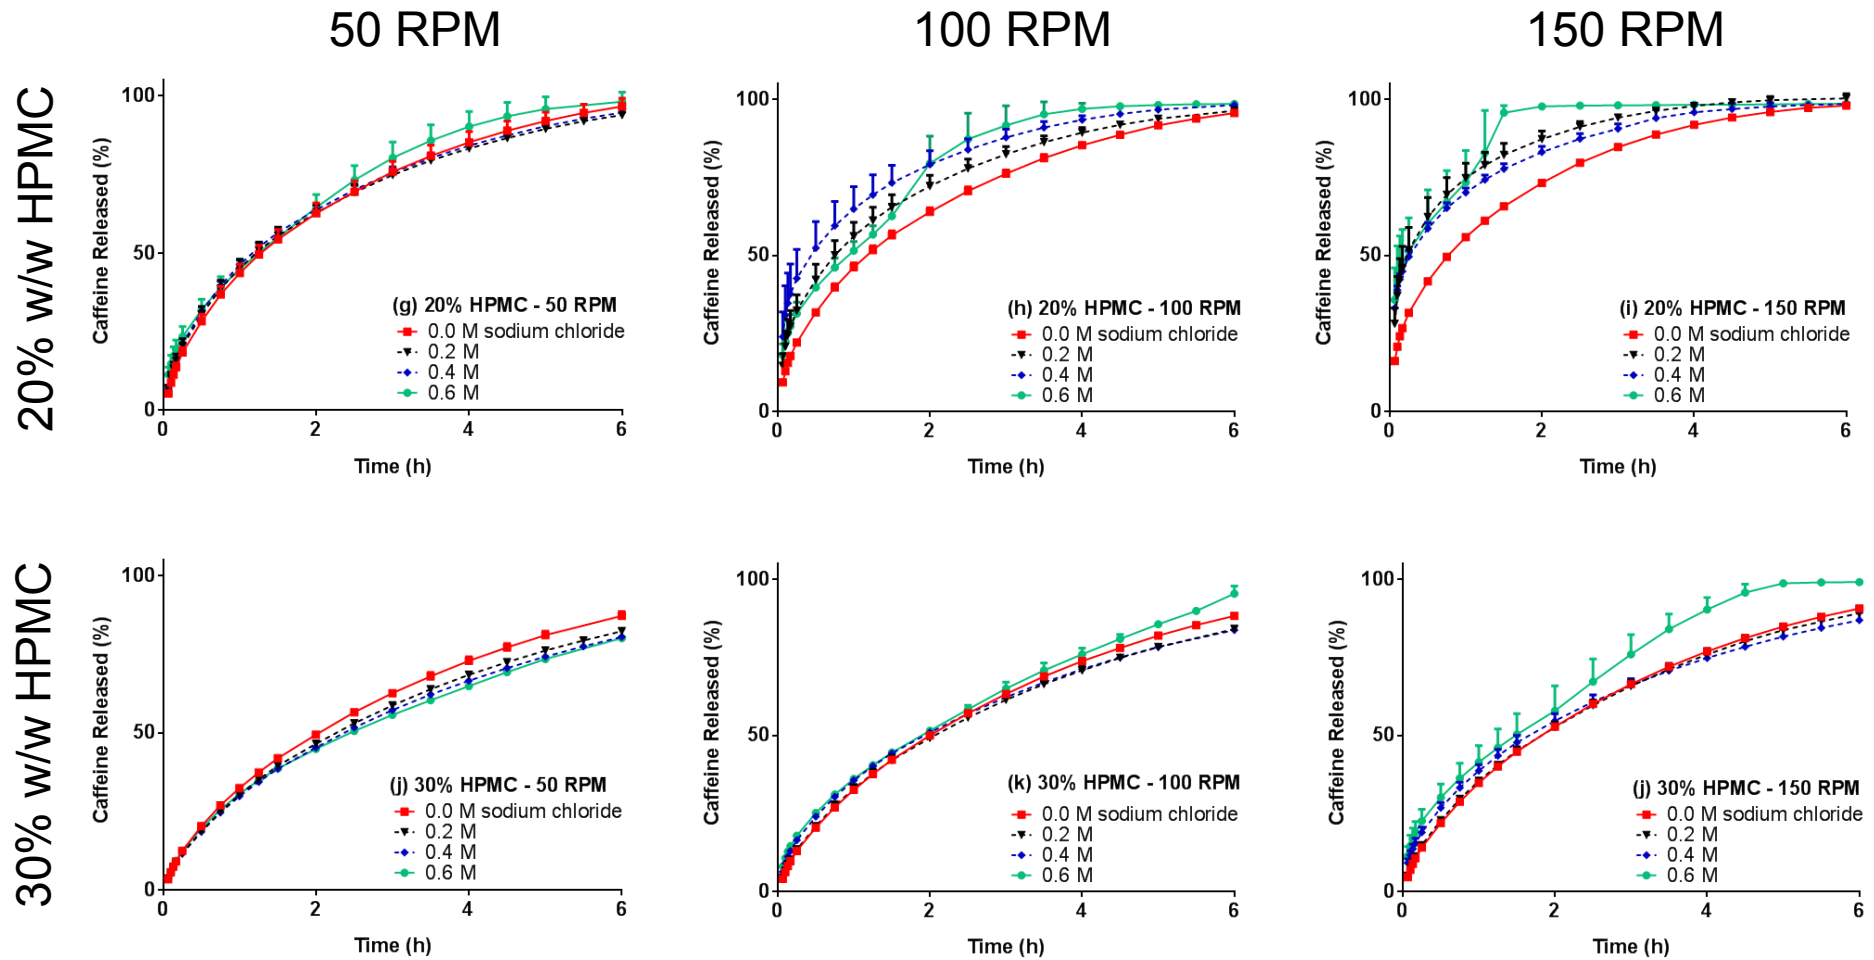 50 RPM
100 RPM
150 RPM
20% w/w HPMC
Caffeine Released (%)
100
50
0
(g) 20% HPMC - 50 RPM
0.0 M sodium chloride
0.2 M
0.4 M
0.6 M
0 2 4 6
Time (h)
Caffeine Released (%)
100
50
0
(h) 20% HPMC - 100 RPM
0.0 M sodium chloride
0.2 M
0.4 M
0.6 M
0 2 4 6
Time (h)
Caffeine Released (%)
100
50
0
(i) 20% HPMC - 150 RPM
0.0 M sodium chloride
0.2 M
0.4 M
0.6 M
0 2 4 6
Time (h)
30% w/w HPMC
Caffeine Released (%)
100
50
0
(j) 30% HPMC - 50 RPM
0.0 M sodium chloride
0.2 M
0.4 M
0.6 M
0 2 4 6
Time (h)
Caffeine Released (%)
100
50
0
(k) 30% HPMC - 100 RPM
0.0 M sodium chloride
0.2 M
0.4 M
0.6 M
0 2 4 6
Time (h)
Caffeine Released (%)
100
50
0
(j) 30% HPMC - 150 RPM
0.0 M sodium chloride
0.2 M
0.4 M
0.6 M
0 2 4 6
Time (h)